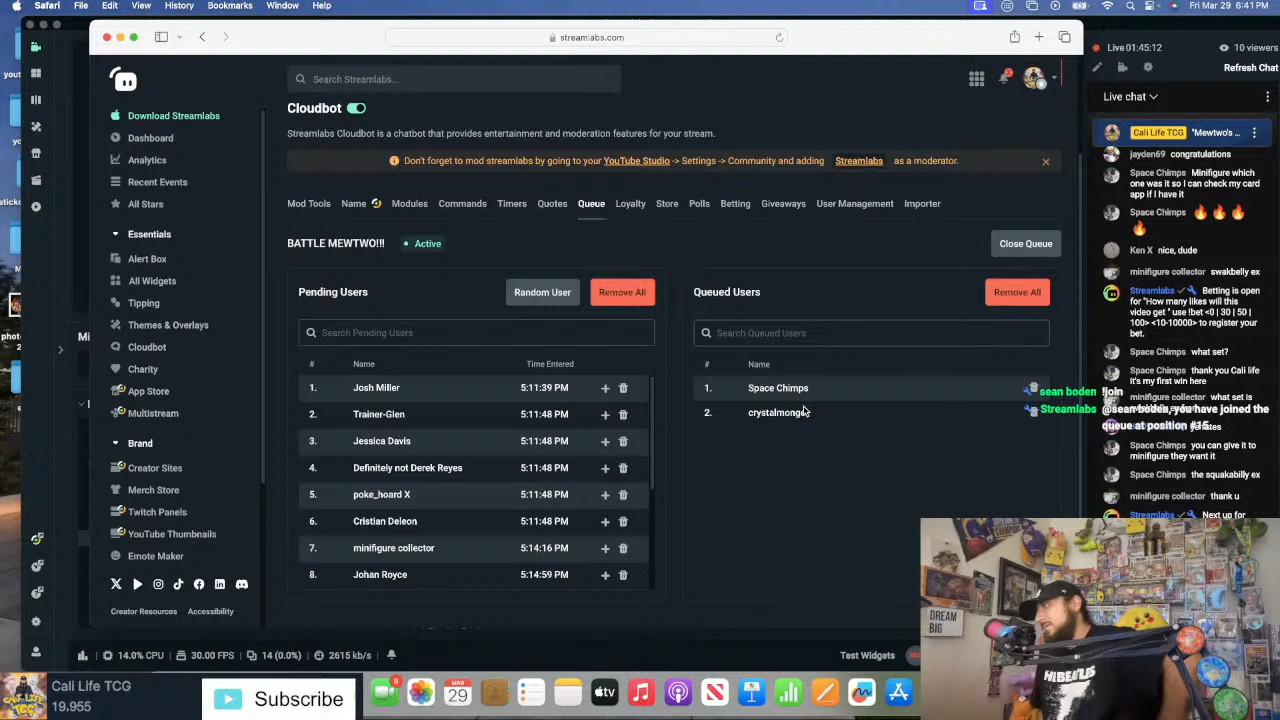 Safari File Edit View History Bookmarks Window Help
Fri Mar 29 6:41 PM
streamlabs.com
Live 01:45:12
10 viewers
Refresh Chat
Search Streamlabs...
Download Streamlabs
Dashboard
Analytics
Recent Events
All Stars
Essentials
Alert Box
All Widgets
Tipping
Themes & Overlays
Cloudbot
Charity
App Store
Multistream
Brand
Creator Sites
Merch Store
Twitch Panels
YouTube Thumbnails
Emote Maker
Creator Resources Accessibility
Cloudbot
Streamlabs Cloudbot is a chatbot that provides entertainment and moderation features for your stream.
Don't forget to mod streamlabs by going to your YouTube Studio -> Settings -> Community and adding Streamlabs as a moderator.
Mod Tools Name Modules Commands Timers Quotes Queue Loyalty Store Polls Betting Giveaways User Management Importer
BATTLE MEWTWO!!! Active
Close Queue
Pending Users
Random User
Remove All
Search Pending Users
# Name Time Entered
1. Josh Miller 5:11:39 PM
2. Trainer-Glen 5:11:48 PM
3. Jessica Davis 5:11:48 PM
4. Definitely not Derek Reyes 5:11:48 PM
5. poke_hoard X 5:11:48 PM
6. Cristian Deleon 5:11:48 PM
7. minifigure collector 5:14:16 PM
8. Johan Royce 5:14:59 PM
Queued Users
Remove All
Search Queued Users
# Name
1. Space Chimps
2.
sean boden !join
Streamlabs @sean boden, you have joined the
queue at position #15
Live chat
Cali Life TCG "Mewtwo's ...
jayden69 congratulations
Space Chimps Minifigure which
one was it so I can check my card
app if I have it
Space Chimps
Ken X nice, dude
minifigure collector swakbelly ex
Streamlabs Betting is open
for "How many likes will this
video get " use !bet <0 | 30 | 50 |
100> <10-10000> to register your
bet.
Space Chimps what set?
Space Chimps thank you Cali life
it's my first win here
minifigure collector what set is
Space Chimps you can give it to
minifigure they want it
Space Chimps the squakabilly ex
minifigure collector thank u
Streamlabs Next up for
14.0% CPU 30.00 FPS 14 (0.0%) 2615 kb/s
Test Widgets
DREAM
BIG
Cali Life TCG
19,955
Subscribe
MAR
29
tv